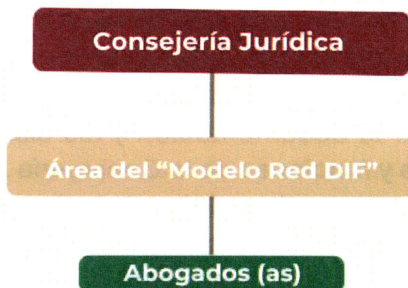 Consejería Jurídica
Área del “Modelo Red DIF”
Abogados (as)